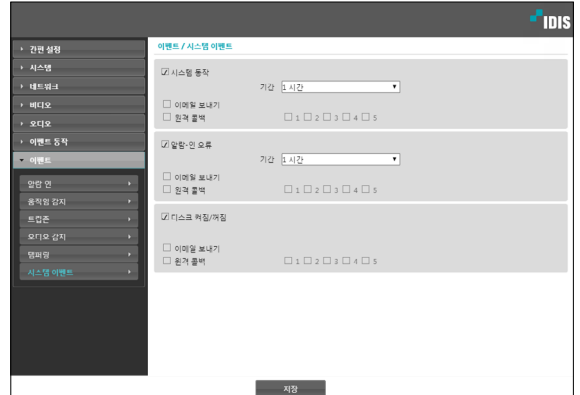 IDIS
간편 설정
시스템
네트워크
비디오
오디오
이벤트 동작
이벤트
알람 인
움직임 감지
트립존
오디오 감지
탬퍼링
시스템 이벤트
이벤트 / 시스템 이벤트
시스템 동작
기간 1 시간
이메일 보내기
원격 콜백 1 2 3 4 5
알람-인 오류
기간 1 시간
이메일 보내기
원격 콜백 1 2 3 4 5
디스크 켜짐/꺼짐
이메일 보내기
원격 콜백 1 2 3 4 5
저장